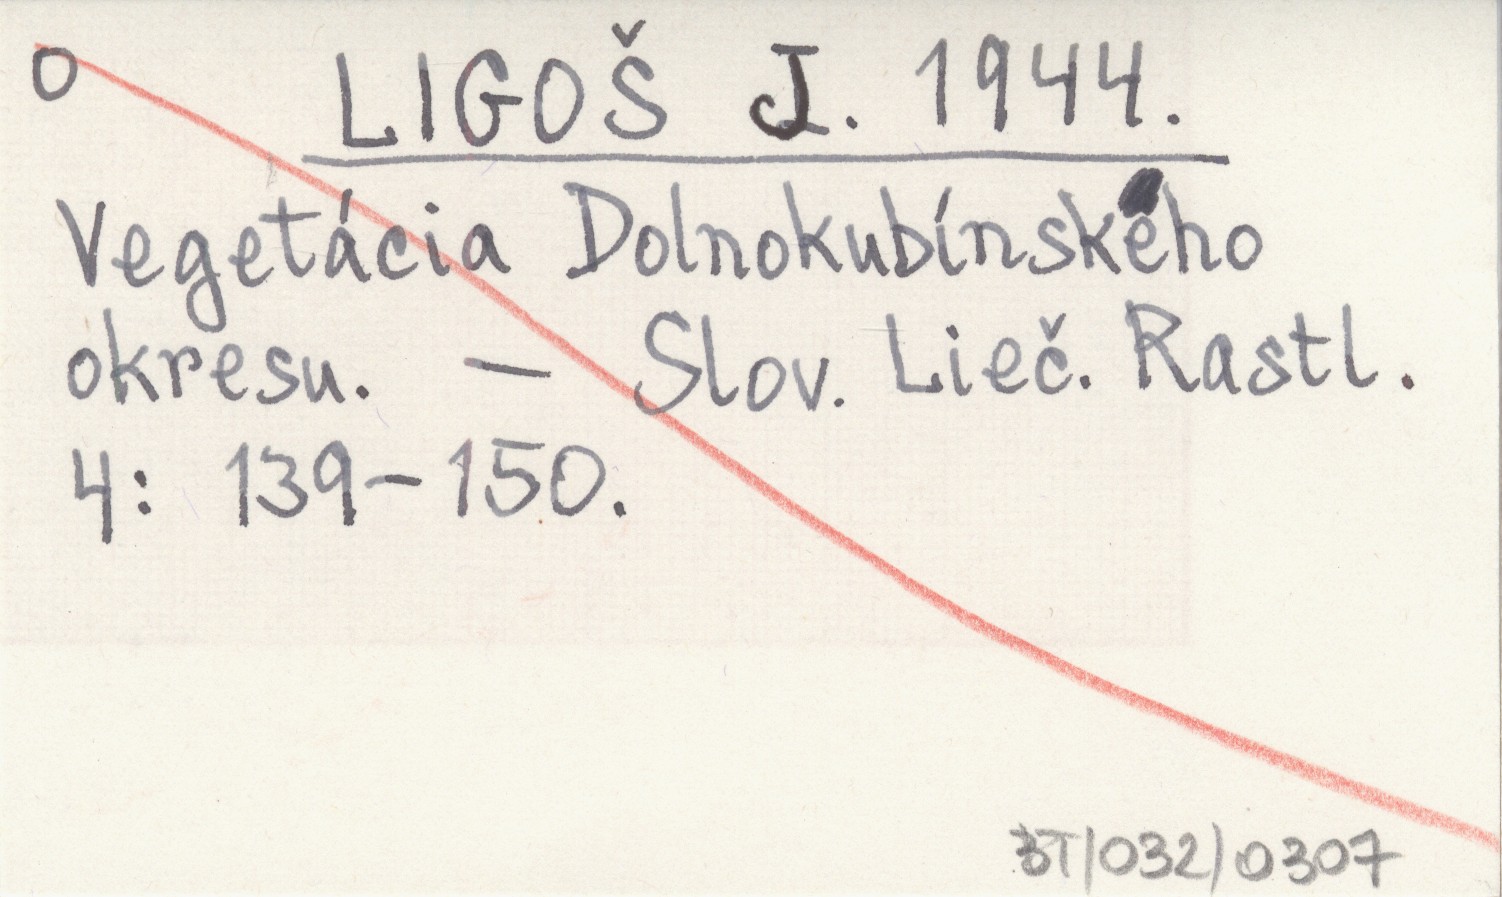 O LIGOŠ J. 1944.
Vegetácia Dolnokubínského
okresu. — Slov. Lieč. Rastl.
4: 139-150.
BT/032/0307